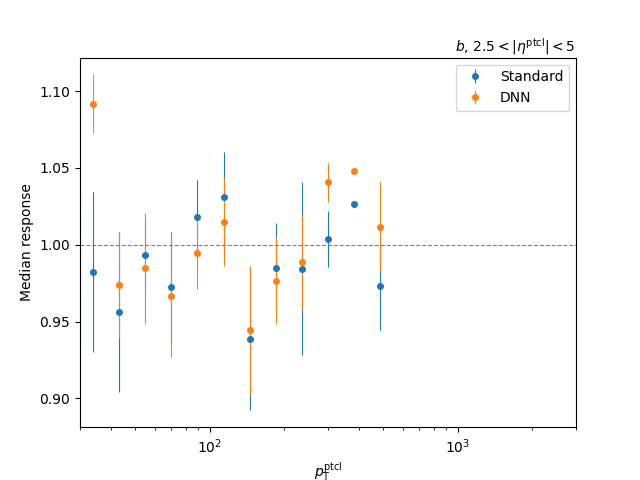 b, 2.5 < |η^ptcl| < 5
Standard
DNN
1.10
1.05
1.00
0.95
0.90
Median response
10^2
10^3
p_T^ptcl